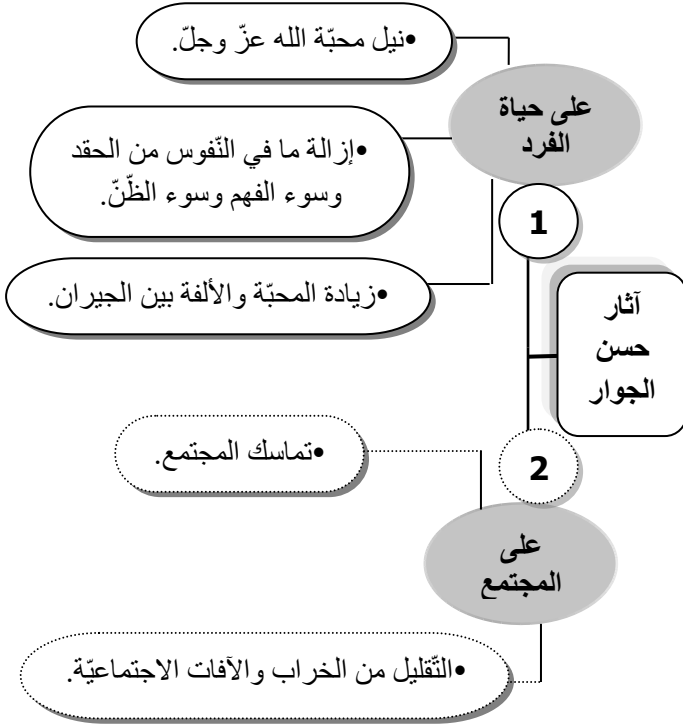 آثار
حسن
الجوار
1
على حياة
الفرد
•نيل محبّة الله عزّ وجلّ.
•إزالة ما في النّفوس من الحقد
وسوء الفهم وسوء الظّنّ.
•زيادة المحبّة والألفة بين الجيران.
2
على
المجتمع
•تماسك المجتمع.
•التّقليل من الخراب والآفات الاجتماعيّة.